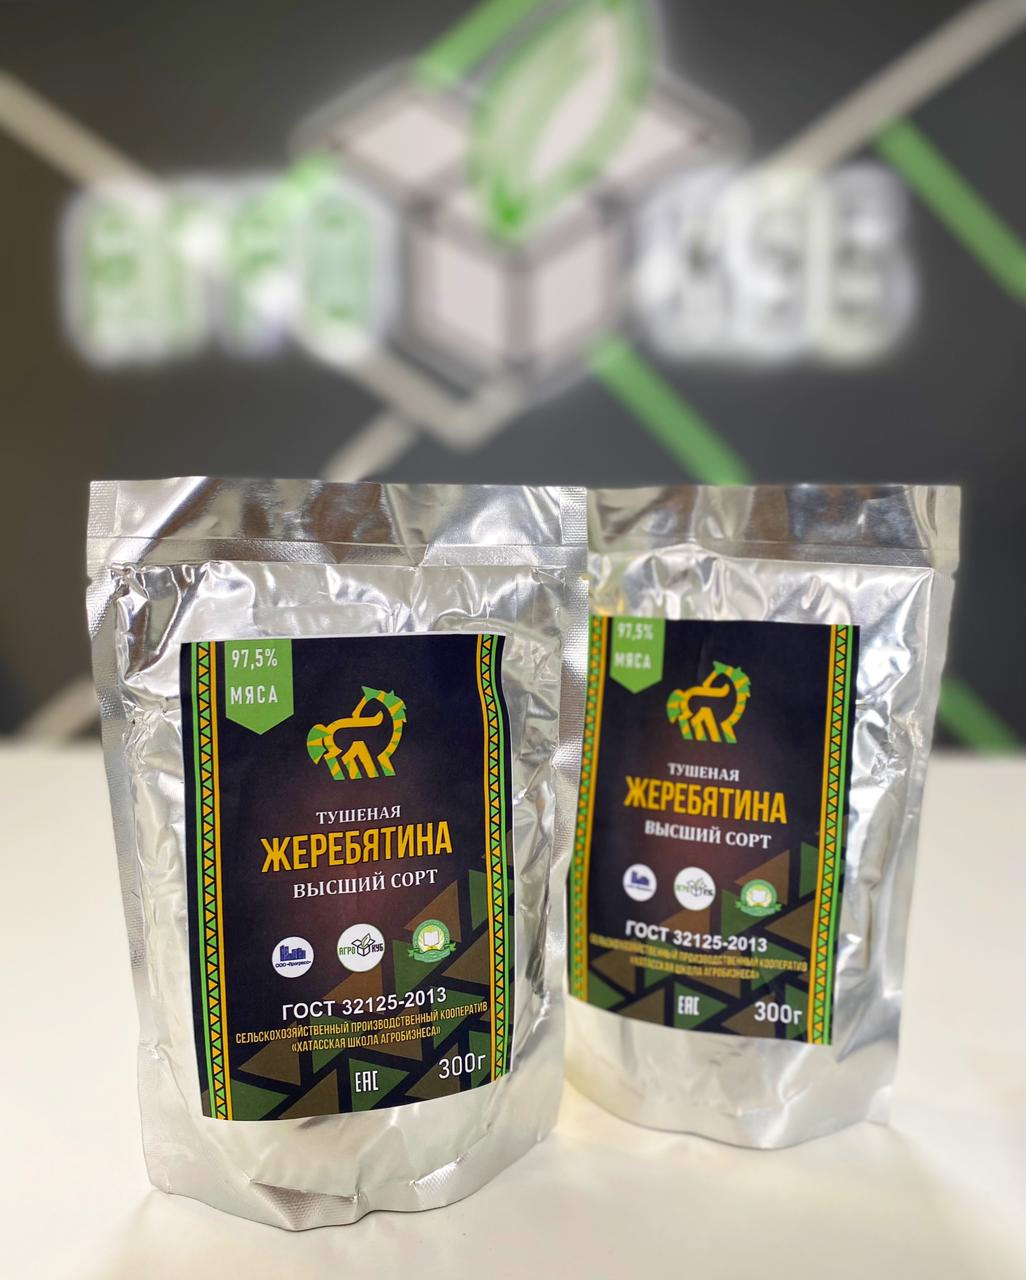 97,5%
МЯСА
ТУШЕНАЯ
ЖЕРЕБЯТИНА
ВЫСШИЙ СОРТ
ООО «Прогресс»
АГРО КУБ
ГОСТ 32125-2013
СЕЛЬСКОХОЗЯЙСТВЕННЫЙ ПРОИЗВОДСТВЕННЫЙ КООПЕРАТИВ
«ХАТАССКАЯ ШКОЛА АГРОБИЗНЕСА»
ЕАС
300г
97,5%
МЯСА
ТУШЕНАЯ
ЖЕРЕБЯТИНА
ВЫСШИЙ СОРТ
ГОСТ 32125-2013
СЕЛЬСКОХОЗЯЙСТВЕННЫЙ ПРОИЗВОДСТВЕННЫЙ КООПЕРАТИВ
«ХАТАССКАЯ ШКОЛА АГРОБИЗНЕСА»
ЕАС
300г